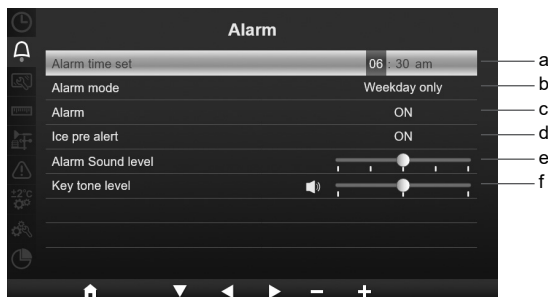 Alarm
Alarm time set 06 : 30 am a
Alarm mode Weekday only b
Alarm ON c
Ice pre alert ON d
Alarm Sound level e
Key tone level f
±2°C